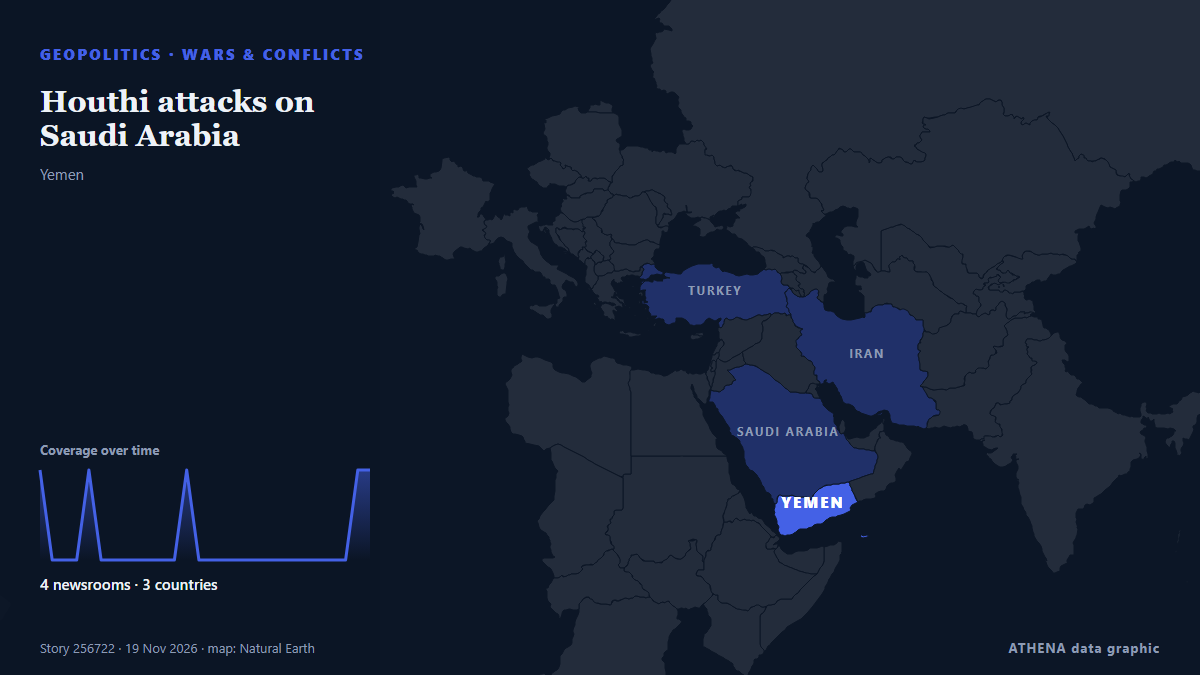 GEOPOLITICS · WARS & CONFLICTS
Houthi attacks on
Saudi Arabia
Yemen
TURKEY
IRAN
SAUDI ARABIA
YEMEN
Coverage over time
4 newsrooms · 3 countries
Story 256722 · 19 Nov 2026 · map: Natural Earth
ATHENA data graphic